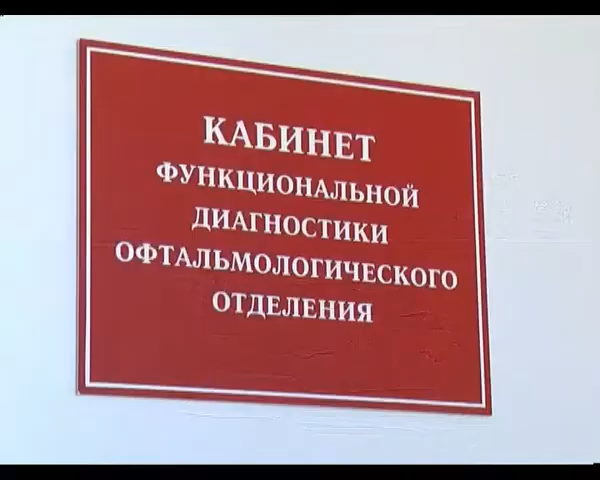 КАБИНЕТ
ФУНКЦИОНАЛЬНОЙ
ДИАГНОСТИКИ
ОФТАЛЬМОЛОГИЧЕСКОГО
ОТДЕЛЕНИЯ